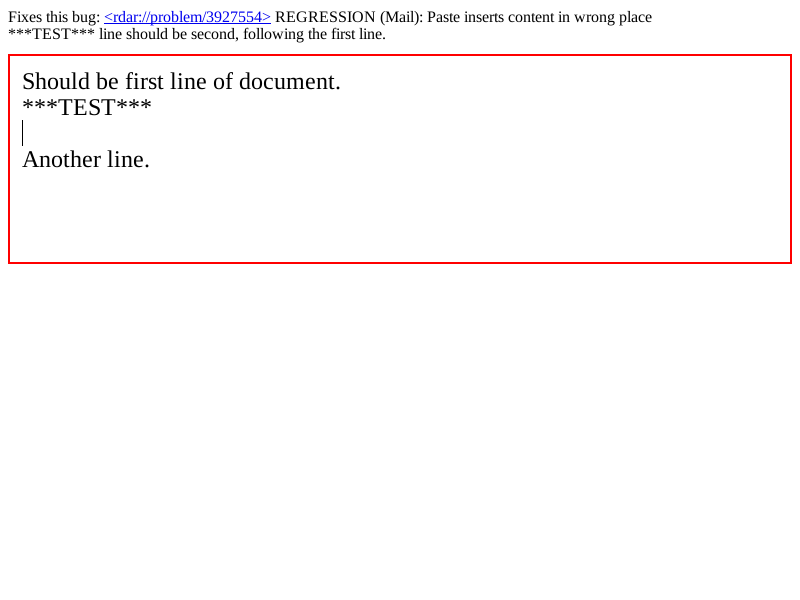 Fixes this bug: <rdar://problem/3927554> REGRESSION (Mail): Paste inserts content in wrong place
***TEST*** line should be second, following the first line.
Should be first line of document.
***TEST***
Another line.